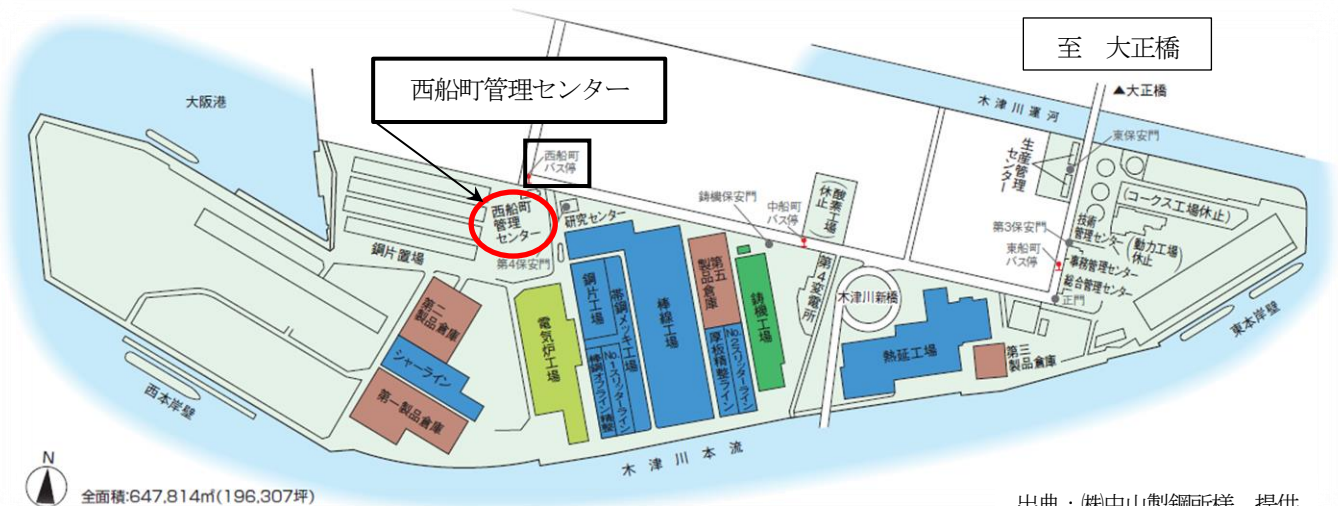 至　大正橋
西船町管理センター
大阪港
▲大正橋
木津川運河
東保安門
生産管理
センター
西船町
バス停
鋳機保安門
中船町
バス停
酸素工場
休止
(コークス工場休止)
西船町
管理
センター
研究センター
第3保安門
技術
管理センター
(動力工場)
休止
東船町
バス停
事務管理センター
総合管理センター
正門
鋼片置場
第4保安門
第二
製品倉庫
シャーライン
第一製品倉庫
電気炉工場
鋼片工場
帯鋼メッキ工場
棒鋼オフライン精整
No.1スリッターライン
棒線工場
第五
製品倉庫
厚板精整ライン
No.2スリッターライン
鋳機工場
第4変電所
木津川新橋
熱延工場
第三
製品倉庫
東本岸壁
西本岸壁
木津川本流
N
全面積:647,814㎡(196,307坪)